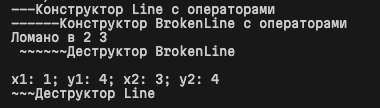 ---Конструктор Line с операторами
------Конструктор BrokenLine с операторами
Ломано в 2 3
~~~~~~Деструктор BrokenLine
x1: 1; y1: 4; x2: 3; y2: 4
~~~Деструктор Line